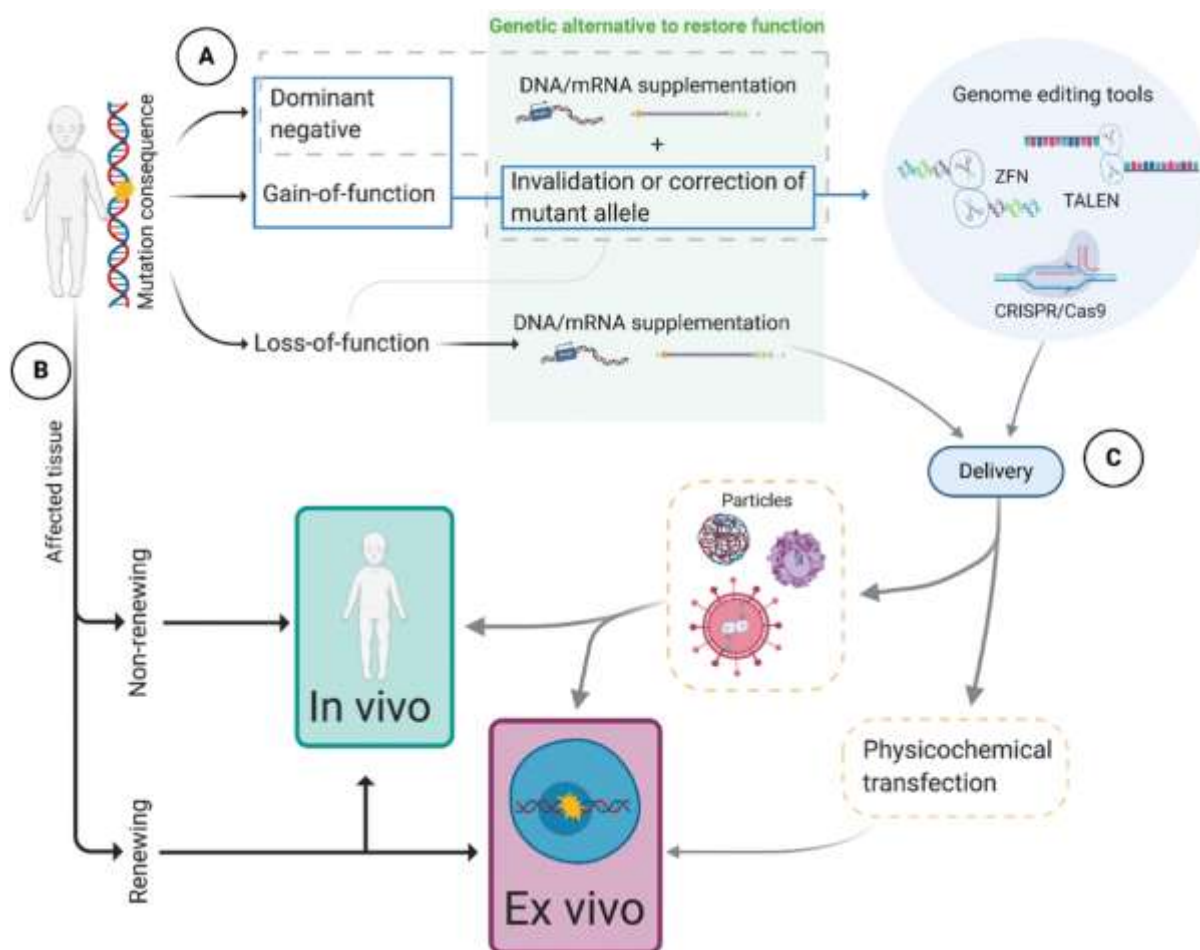 Genetic alternative to restore function
A
Mutation consequence
Dominant
negative
Gain-of-function
DNA/mRNA supplementation
+
Invalidation or correction of
mutant allele
Genome editing tools
ZFN
TALEN
CRISPR/Cas9
Loss-of-function
DNA/mRNA supplementation
B
Affected tissue
C
Delivery
Particles
Non-renewing
In vivo
Physicochemical
transfection
Renewing
Ex vivo